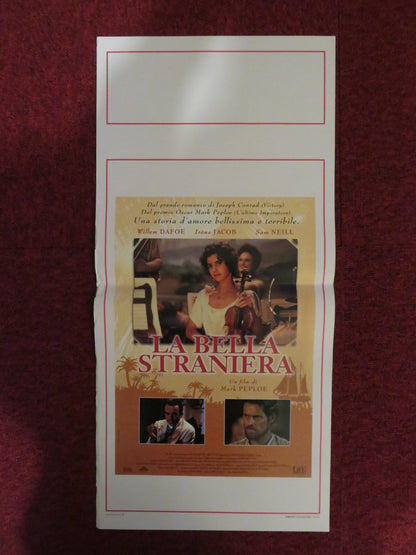 Dal grande romanzo di Joseph Conrad (Victory)
Dal premio Oscar Mark Peploe (L'ultimo Imperatore)
Una storia d'amore bellissima e terribile.
Willem DAFOE Irène JACOB Sam NEILL
LA BELLA
STRANIERA
Un film di
Mark PEPLOE